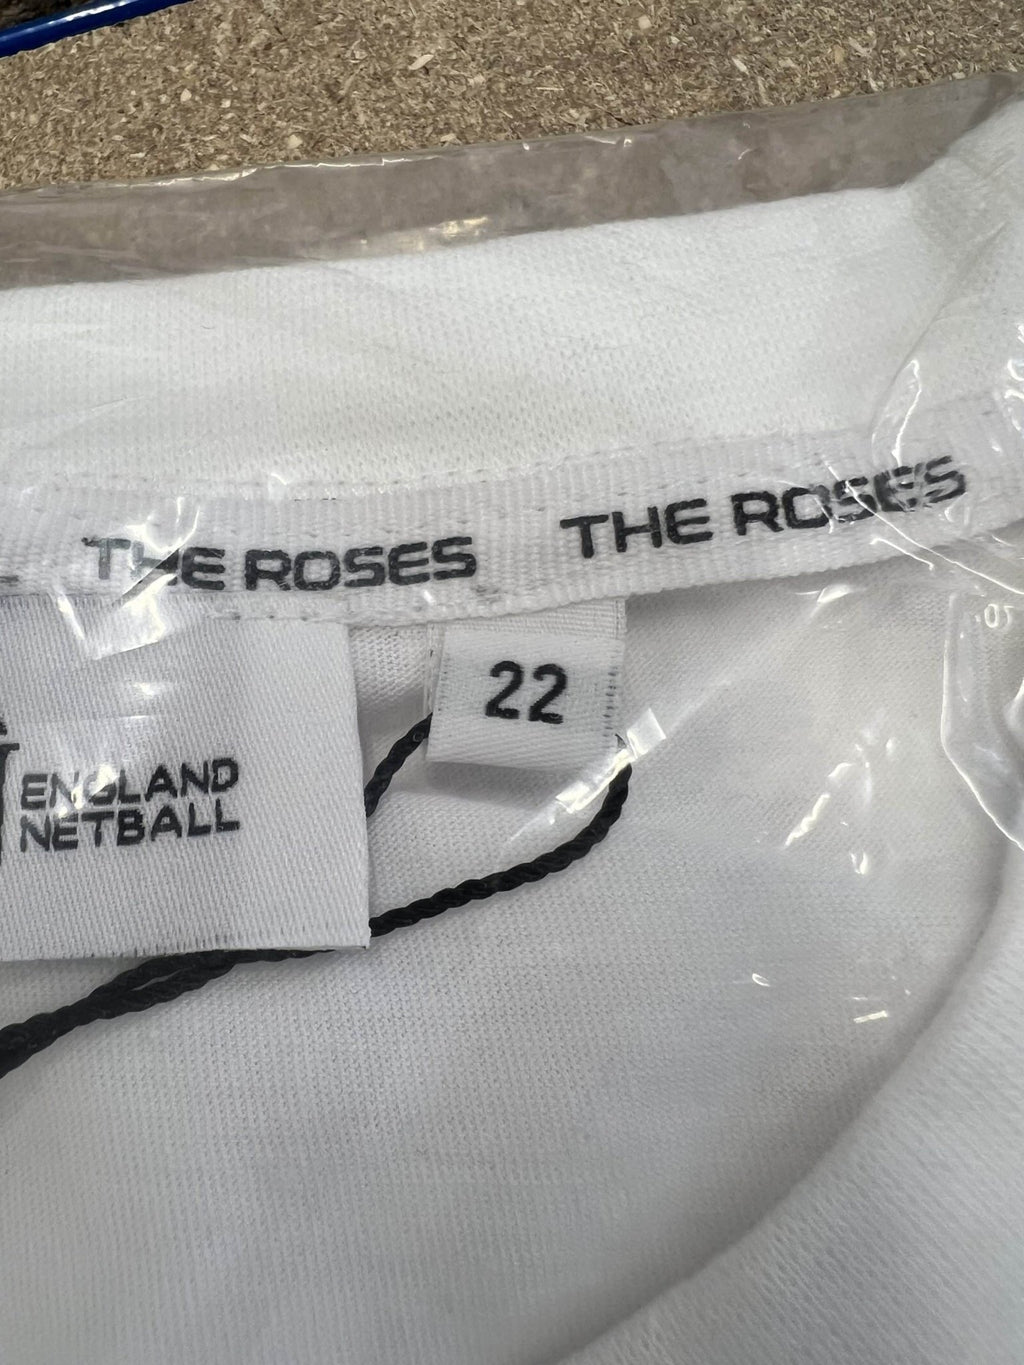 THE ROSES THE ROSES
22
ENGLAND
NETBALL